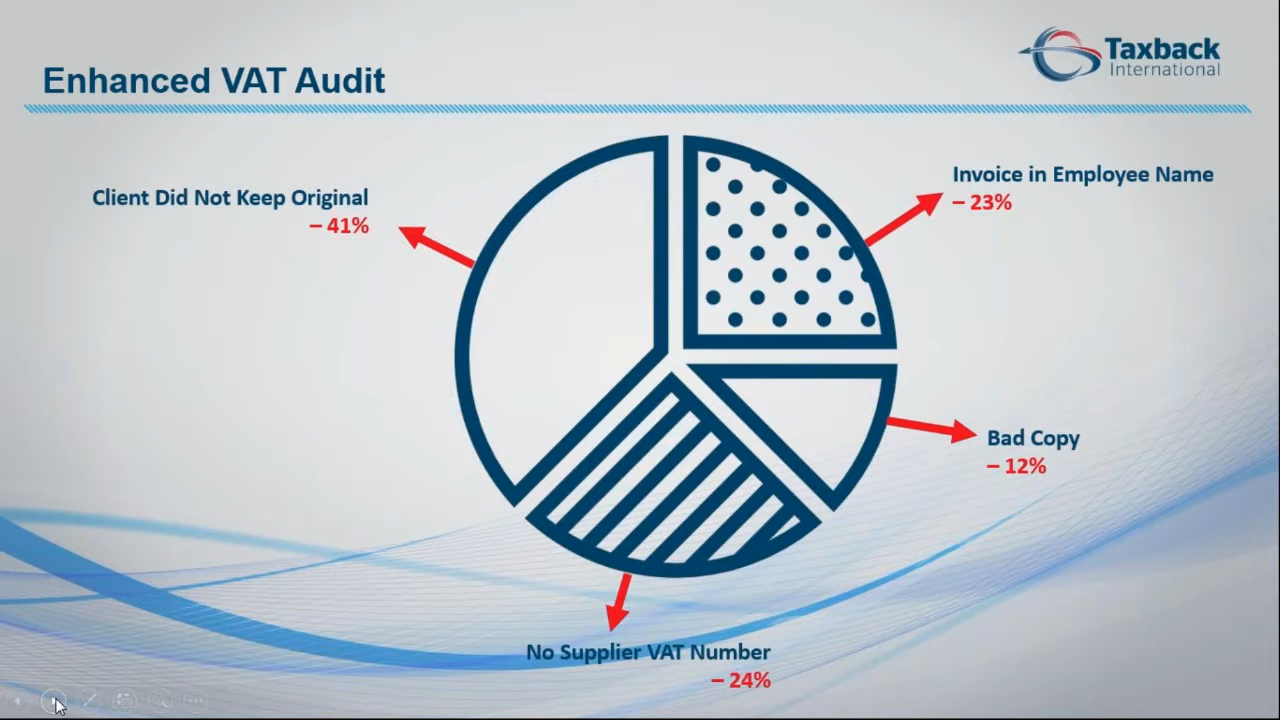 Enhanced VAT Audit
Taxback
International
Client Did Not Keep Original
– 41%
Invoice in Employee Name
– 23%
Bad Copy
– 12%
No Supplier VAT Number
– 24%